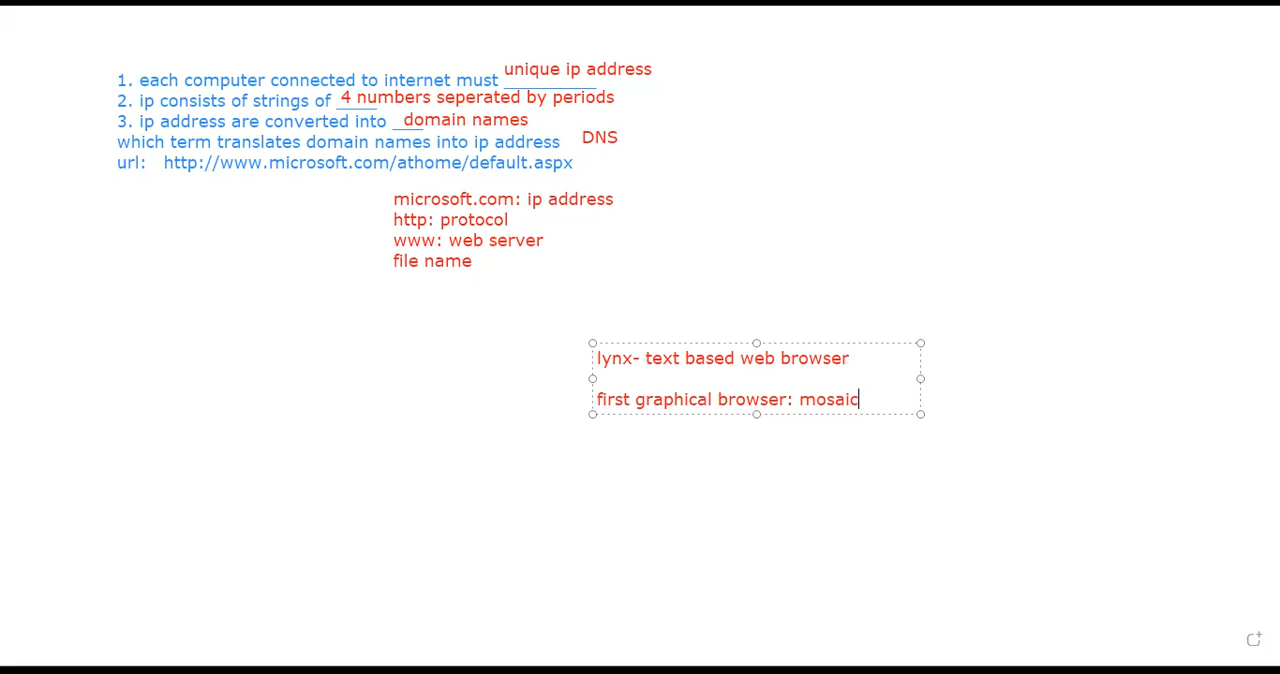 1. each computer connected to internet must ________ unique ip address
2. ip consists of strings of ____ 4 numbers seperated by periods
3. ip address are converted into ___ domain names
which term translates domain names into ip address DNS
url: http://www.microsoft.com/athome/default.aspx
microsoft.com: ip address
http: protocol
www: web server
file name
lynx- text based web browser
first graphical browser: mosaic